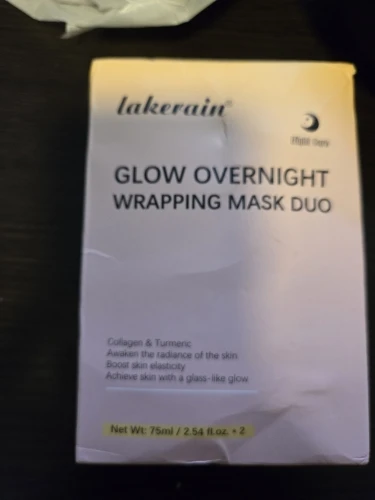 lakerain®
GLOW OVERNIGHT
WRAPPING MASK DUO
Collagen & Turmeric
Awaken the radiance of the skin
Boost skin elasticity
Achieve skin with a glass-like glow
Net Wt: 75ml / 2.54 fl.oz. * 2